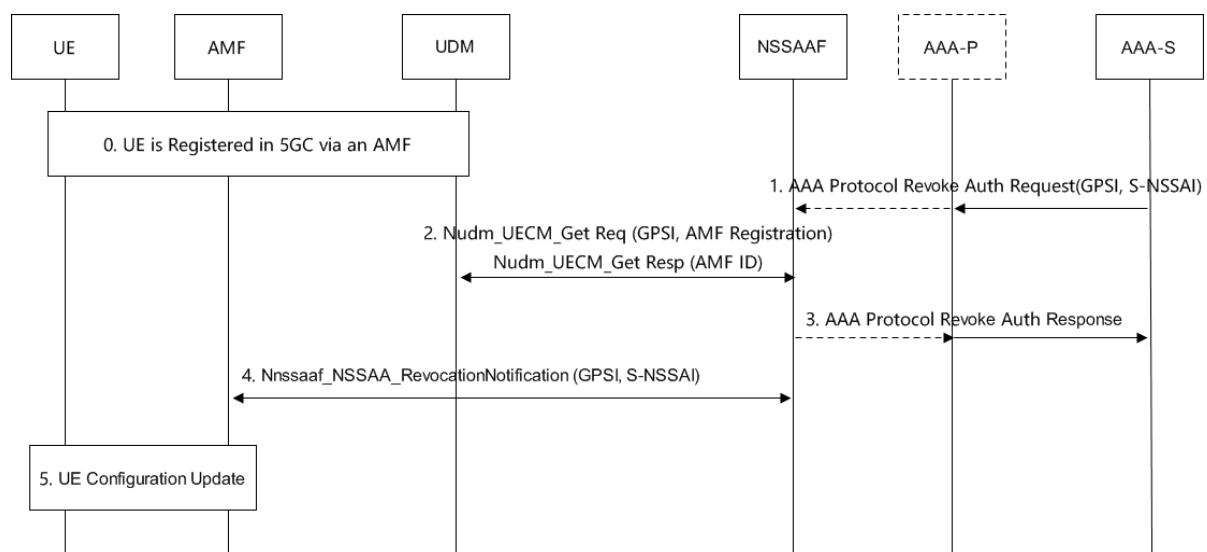 UE
AMF
UDM
NSSAAF
AAA-P
AAA-S
0. UE is Registered in 5GC via an AMF
1. AAA Protocol Revoke Auth Request(GPSI, S-NSSAI)
2. Nudm_UECM_Get Req (GPSI, AMF Registration)
Nudm_UECM_Get Resp (AMF ID)
3. AAA Protocol Revoke Auth Response
4. Nnssaaf_NSSAA_RevocationNotification (GPSI, S-NSSAI)
5. UE Configuration Update